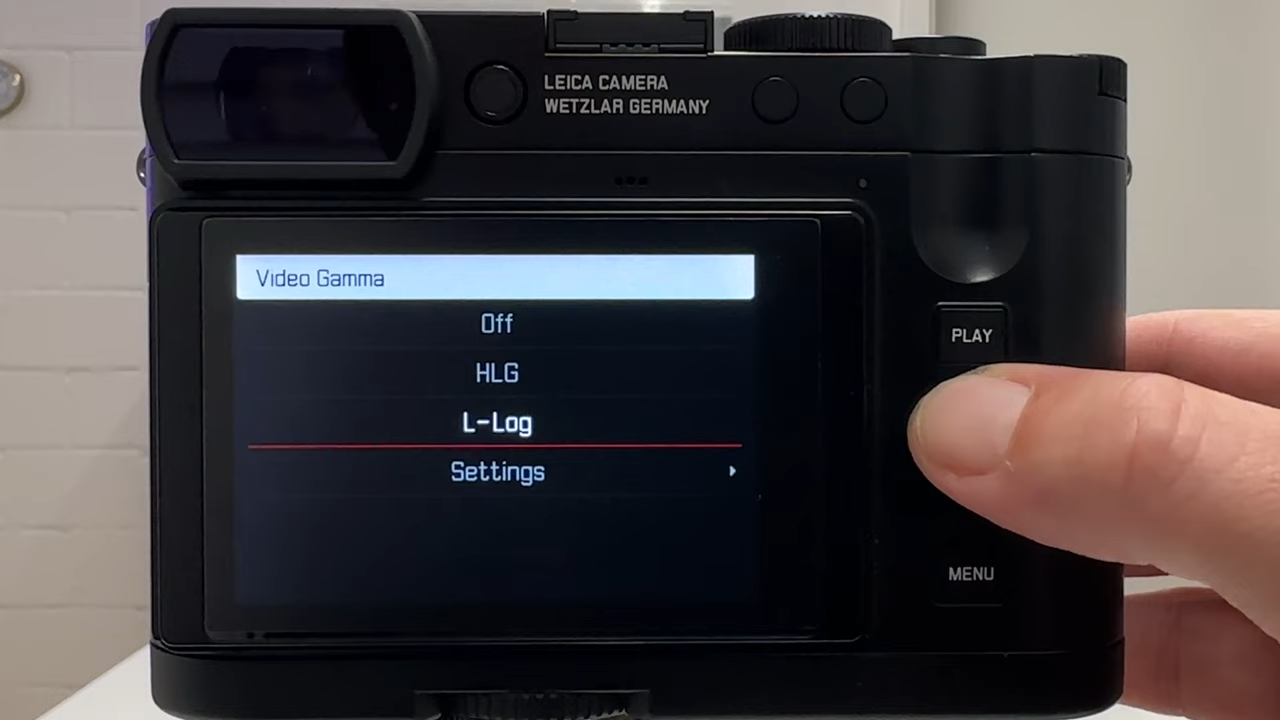 LEICA CAMERA
WETZLAR GERMANY
Video Gamma
Off
HLG
L-Log
Settings
PLAY
MENU